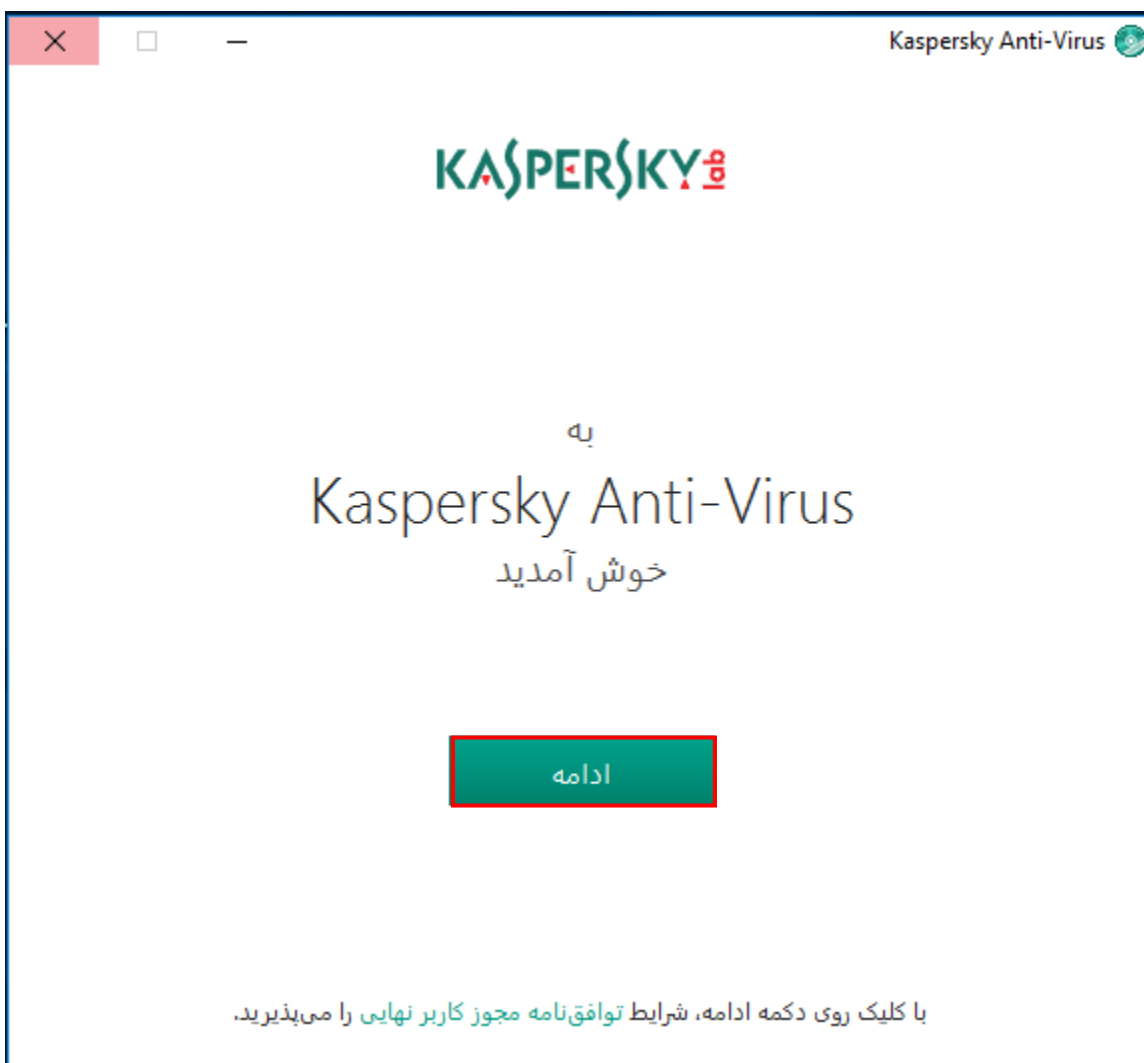 Kaspersky Anti-Virus
KASPERSKY lab
به
Kaspersky Anti-Virus
خوش آمدید
ادامه
با کلیک روی دکمه ادامه، شرایط توافق‌نامه مجوز کاربر نهایی را می‌پذیرید.